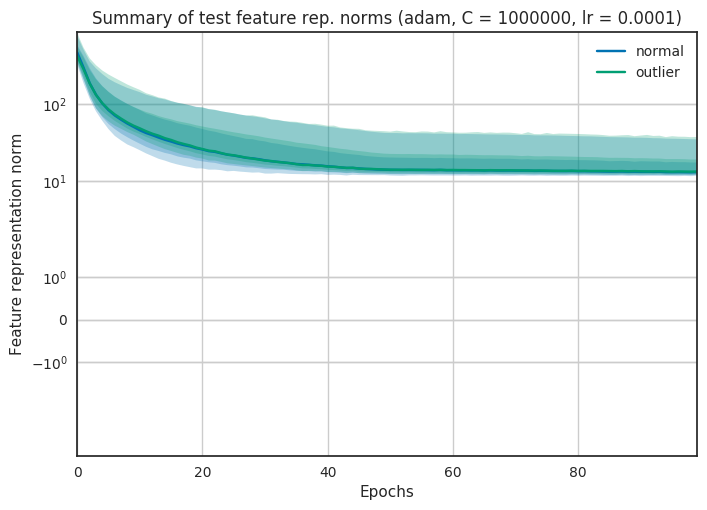 Summary of test feature rep. norms (adam, C = 1000000, lr = 0.0001)
normal
outlier
Feature representation norm
10²
10¹
10⁰
0
−10⁰
0 20 40 60 80
Epochs